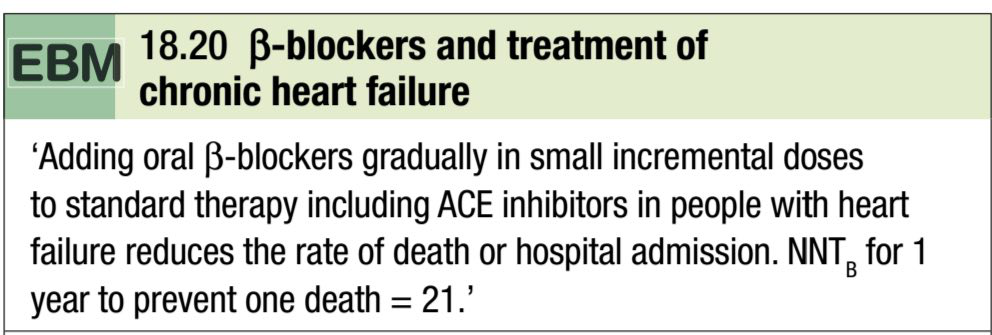 EBM
18.20 β-blockers and treatment of
chronic heart failure
‘Adding oral β-blockers gradually in small incremental doses
to standard therapy including ACE inhibitors in people with heart
failure reduces the rate of death or hospital admission. NNT_B for 1
year to prevent one death = 21.’